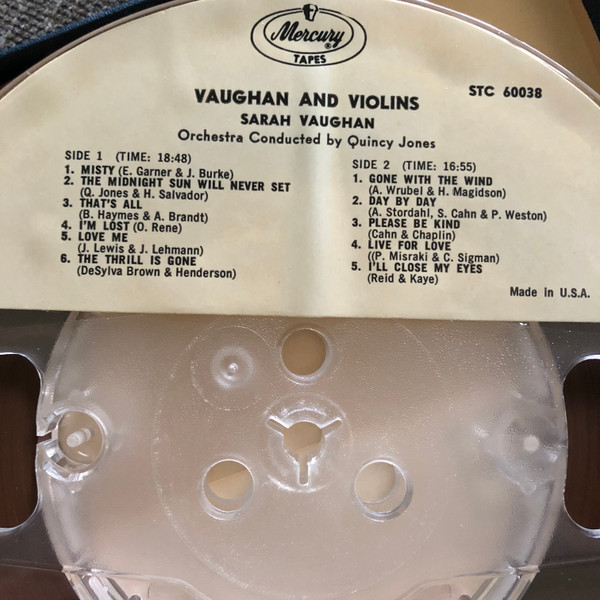 Mercury
®
TAPES
STC 60038
VAUGHAN AND VIOLINS
SARAH VAUGHAN
Orchestra Conducted by Quincy Jones
SIDE 1 (TIME: 18:48)
1. MISTY (E. Garner & J. Burke)
2. THE MIDNIGHT SUN WILL NEVER SET
(Q. Jones & H. Salvador)
3. THAT'S ALL
(B. Haymes & A. Brandt)
4. I'M LOST (O. Rene)
5. LOVE ME
(J. Lewis & J. Lehmann)
6. THE THRILL IS GONE
(DeSylva Brown & Henderson)
SIDE 2 (TIME: 16:55)
1. GONE WITH THE WIND
(A. Wrubel & H. Magidson)
2. DAY BY DAY
(A. Stordahl, S. Cahn & P. Weston)
3. PLEASE BE KIND
(Cahn & Chaplin)
4. LIVE FOR LOVE
((P. Misraki & C. Sigman)
5. I'LL CLOSE MY EYES
(Reid & Kaye)
Made in U.S.A.